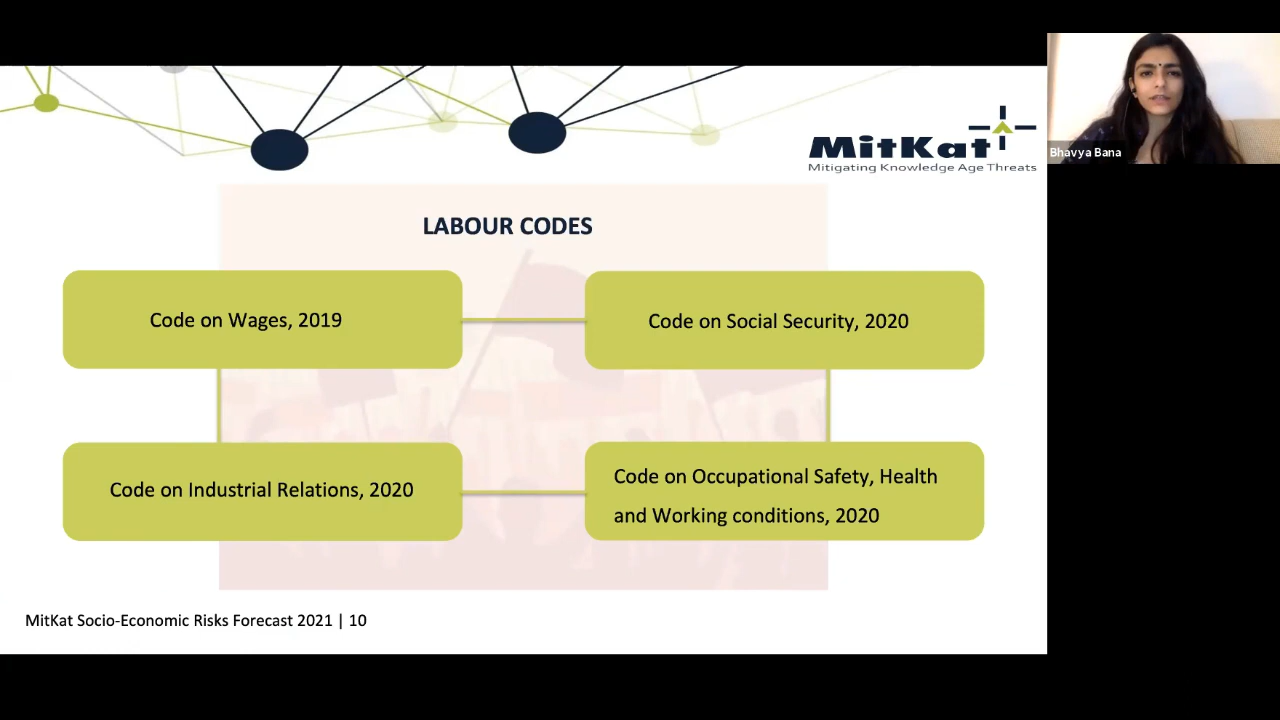 MitKat
Mitigating Knowledge Age Threats
Bhavya Bana
LABOUR CODES
Code on Wages, 2019
Code on Social Security, 2020
Code on Industrial Relations, 2020
Code on Occupational Safety, Health
and Working conditions, 2020
MitKat Socio-Economic Risks Forecast 2021 | 10